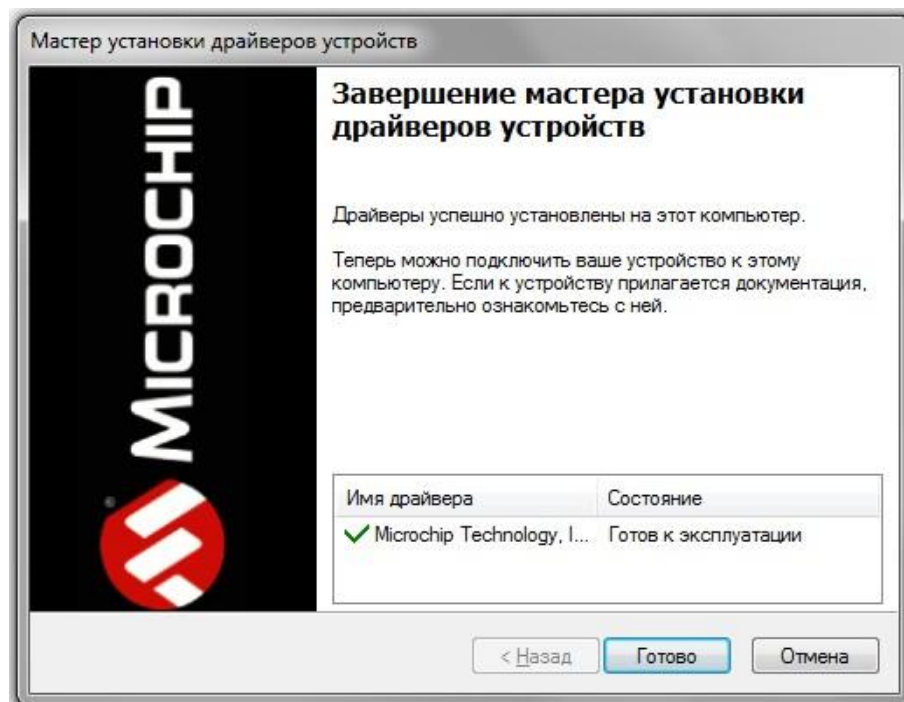 Мастер установки драйверов устройств
MICROCHIP
Завершение мастера установки
драйверов устройств
Драйверы успешно установлены на этот компьютер.
Теперь можно подключить ваше устройство к этому
компьютеру. Если к устройству прилагается документация,
предварительно ознакомьтесь с ней.
Имя драйвера Состояние
Microchip Technology, I... Готов к эксплуатации
< Назад Готово Отмена